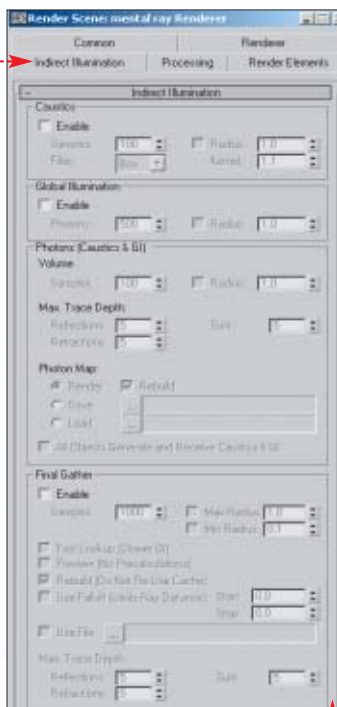 Render Scene: mental ray Renderer
Common Renderer
Indirect Illumination Processing Render Elements
- Indirect Illumination
Caustics
Enable
Samples: 100 Radius: 1.0
Filter: Box Kernel: 1.1
Global Illumination
Enable
Photons: 500 Radius: 1.0
Photons (Caustics & GI)
Volume
Samples: 100 Radius: 1.0
Max. Trace Depth:
Reflections: 5 Sum: 5
Refractions: 5
Photon Map:
Render Rebuild
Save ...
Load ...
All Objects Generate and Receive Caustics & GI
Final Gather
Enable
Samples: 1000 Max Radius: 1.0
Min Radius: 0.1
Fast Lookup (Slower GI)
Preview (No Precalculations)
Rebuild (Do Not Re-Use Cache)
Use Falloff (Limits Ray Distance) Start: 0.0
Stop: 0.0
Use File ...
Max. Trace Depth:
Reflections: 5 Sum: 5
Refractions: 5